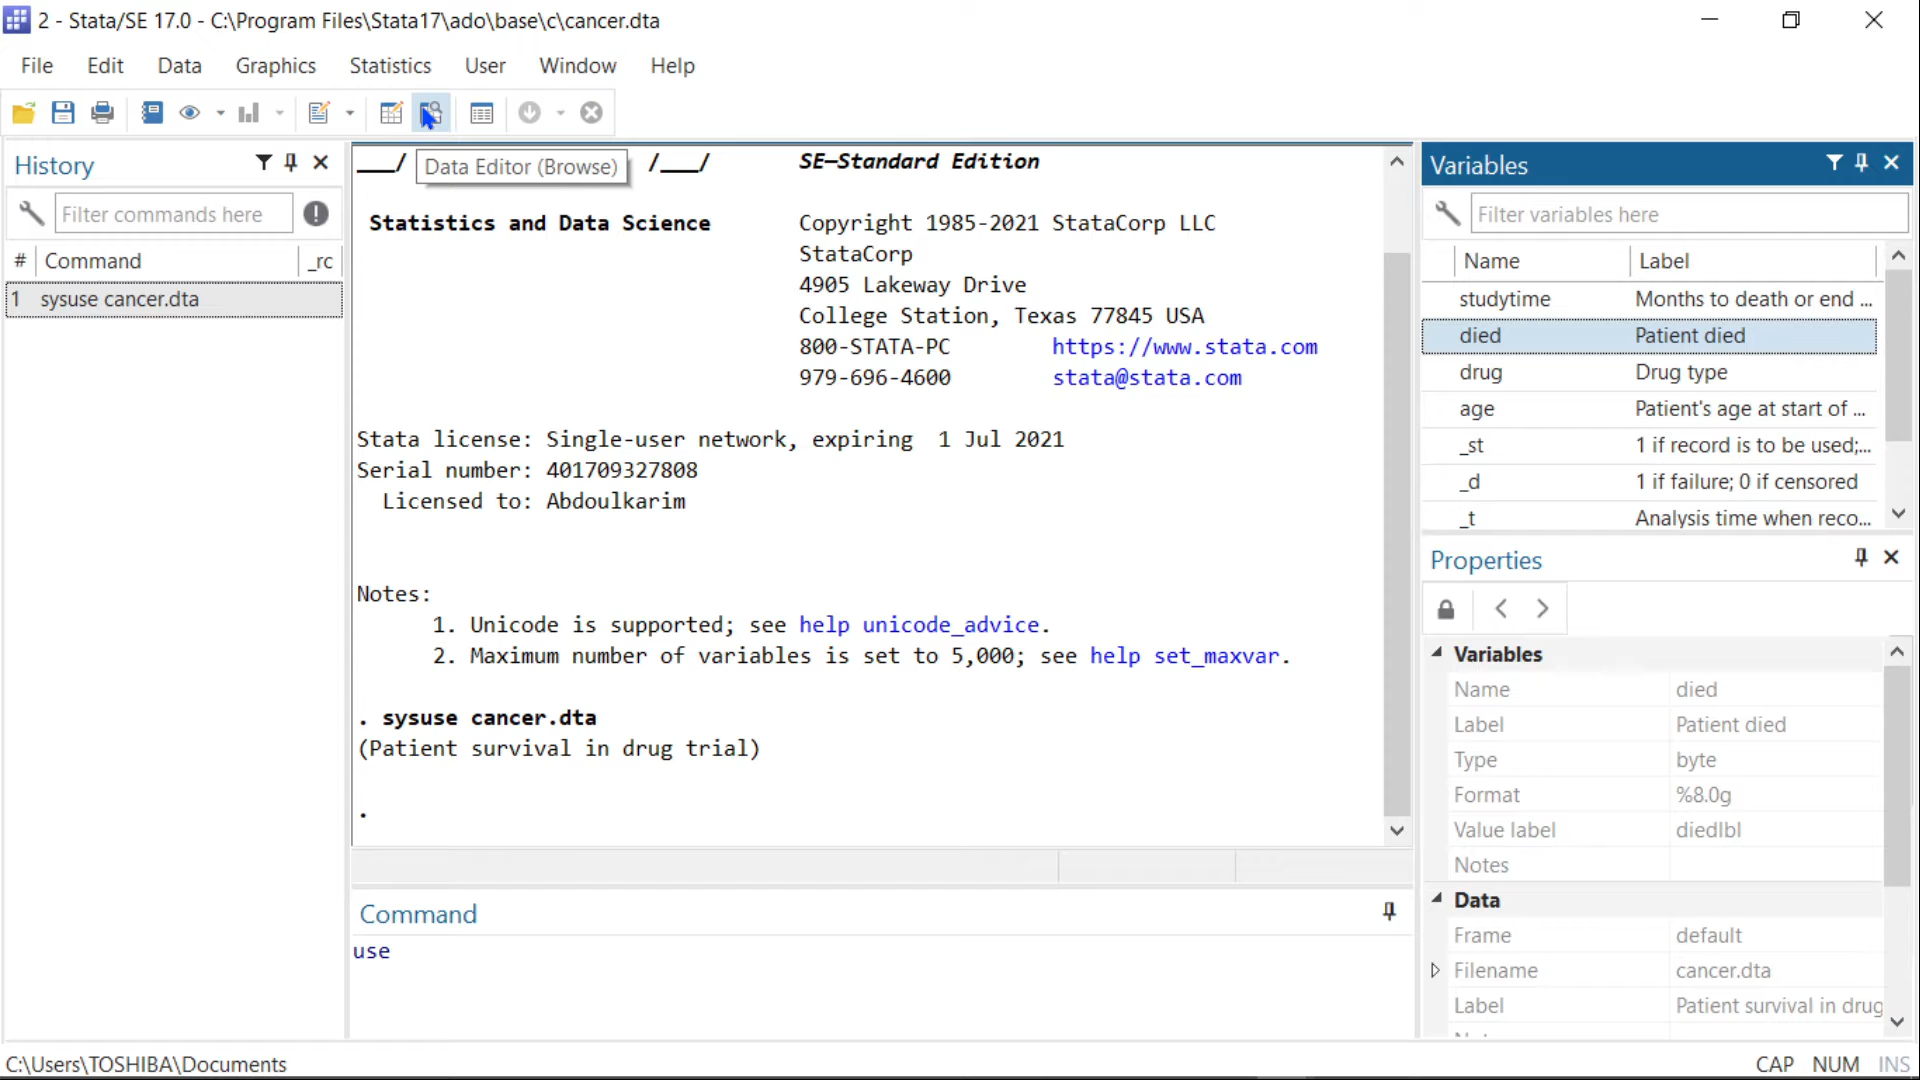 2 - Stata/SE 17.0 - C:\Program Files\Stata17\ado\base\c\cancer.dta
File Edit Data Graphics Statistics User Window Help
History
Filter commands here
# Command _rc
1 sysuse cancer.dta
___/ Data Editor (Browse) /___/ SE—Standard Edition
Statistics and Data Science Copyright 1985-2021 StataCorp LLC
StataCorp
4905 Lakeway Drive
College Station, Texas 77845 USA
800-STATA-PC https://www.stata.com
979-696-4600 stata@stata.com
Stata license: Single-user network, expiring 1 Jul 2021
Serial number: 401709327808
Licensed to: Abdoulkarim
Notes:
1. Unicode is supported; see help unicode_advice.
2. Maximum number of variables is set to 5,000; see help set_maxvar.
. sysuse cancer.dta
(Patient survival in drug trial)
.
Command
use
Variables
Filter variables here
Name Label
studytime Months to death or end ...
died Patient died
drug Drug type
age Patient's age at start of ...
_st 1 if record is to be used;...
_d 1 if failure; 0 if censored
_t Analysis time when reco...
Properties
Variables
Name died
Label Patient died
Type byte
Format %8.0g
Value label diedlbl
Notes
Data
Frame default
Filename cancer.dta
Label Patient survival in drug
C:\Users\TOSHIBA\Documents
CAP NUM INS